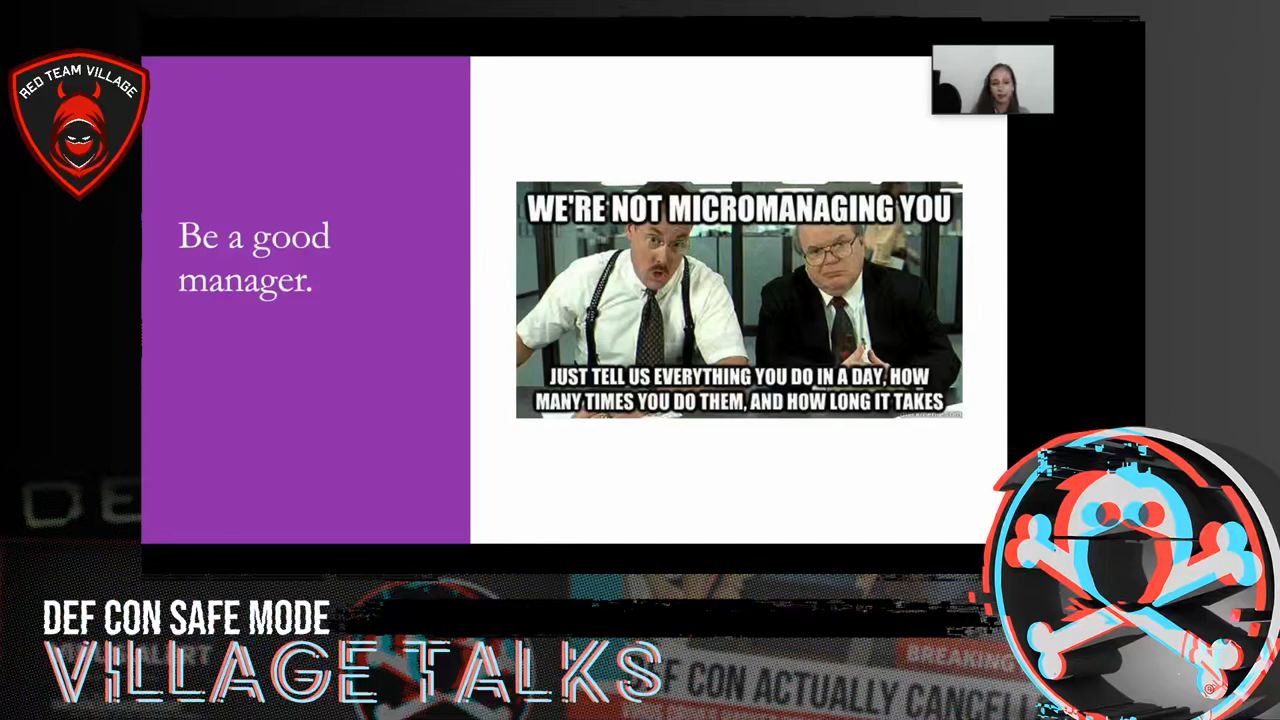 RED TEAM VILLAGE
Be a good
manager.
WE'RE NOT MICROMANAGING YOU
JUST TELL US EVERYTHING YOU DO IN A DAY, HOW
MANY TIMES YOU DO THEM, AND HOW LONG IT TAKES
DEF CON SAFE MODE
VILLAGE TALKS
BREAKING
DEF CON ACTUALLY CANCELL